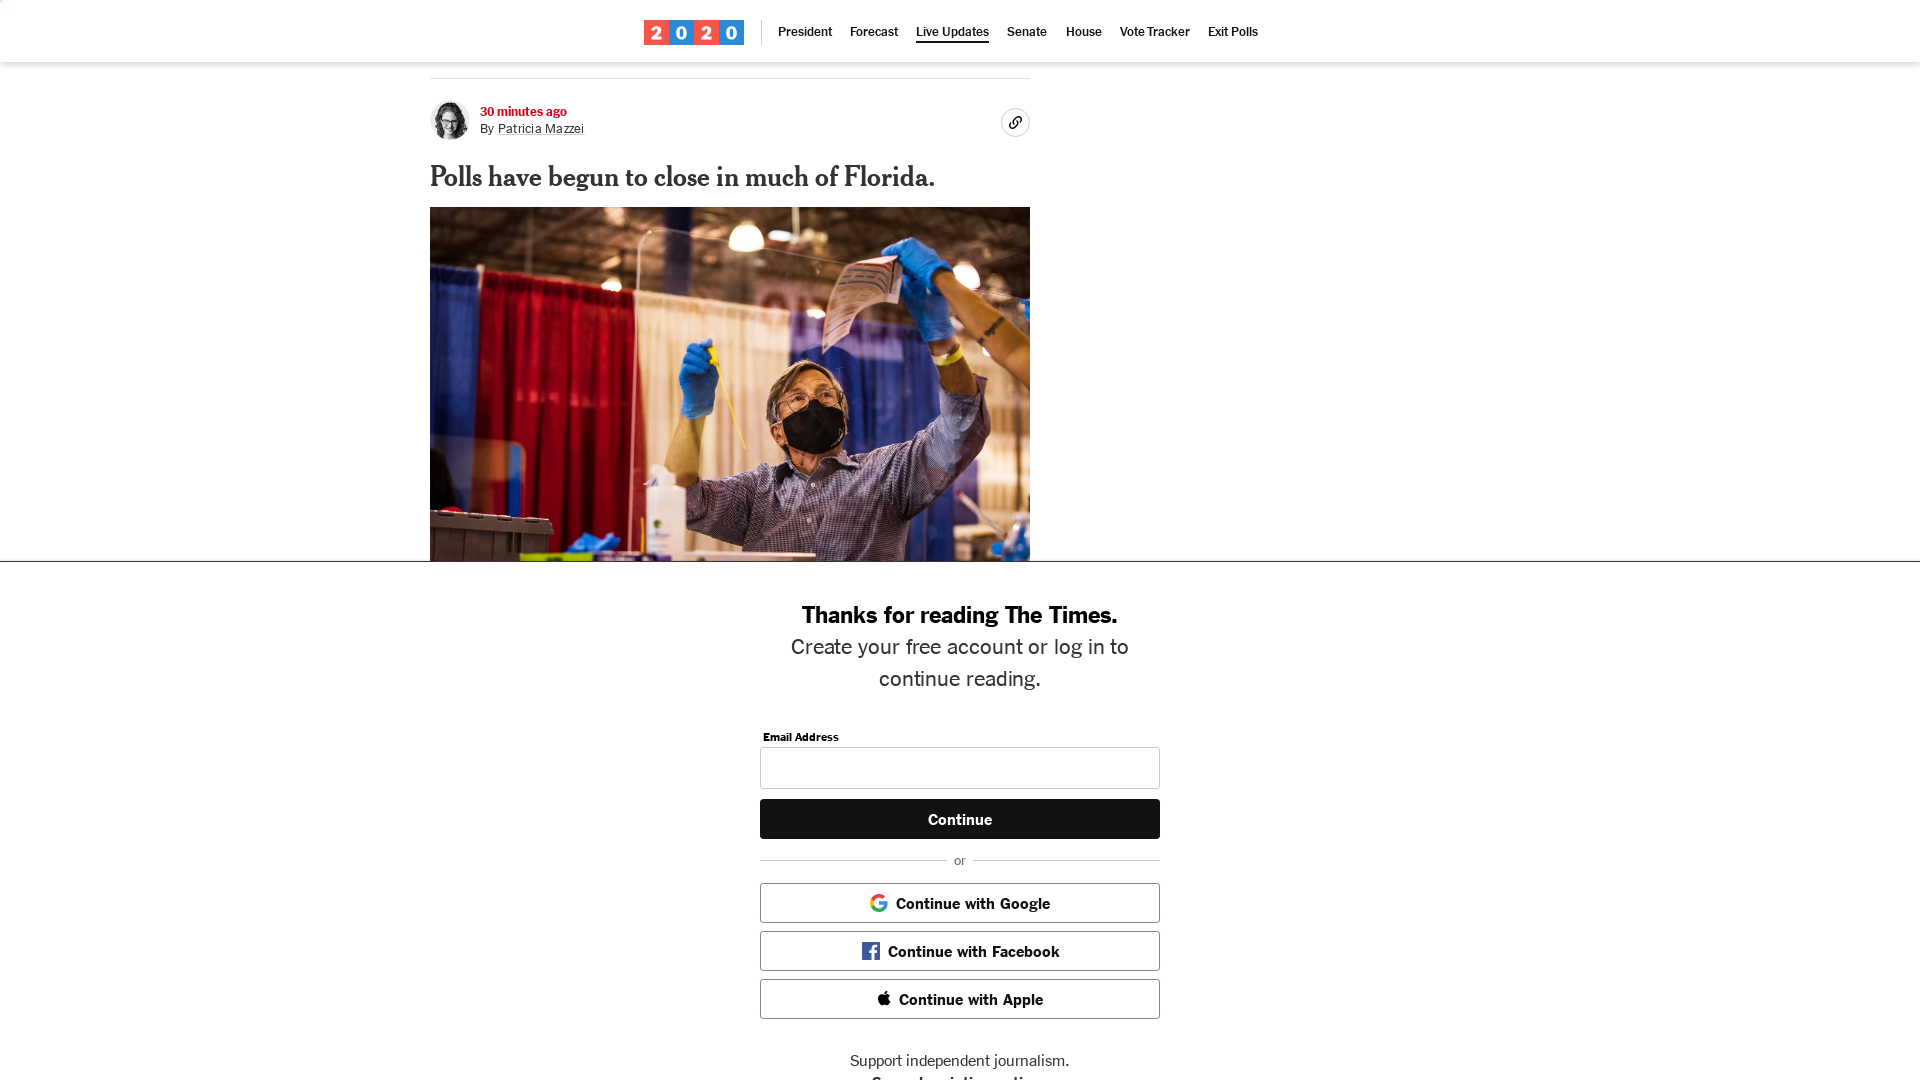 2020
President
Forecast
Live Updates
Senate
House
Vote Tracker
Exit Polls
30 minutes ago
By Patricia Mazzei
Polls have begun to close in much of Florida.
Thanks for reading The Times.
Create your free account or log in to
continue reading.
Email Address
Continue
or
Continue with Google
Continue with Facebook
Continue with Apple
Support independent journalism.